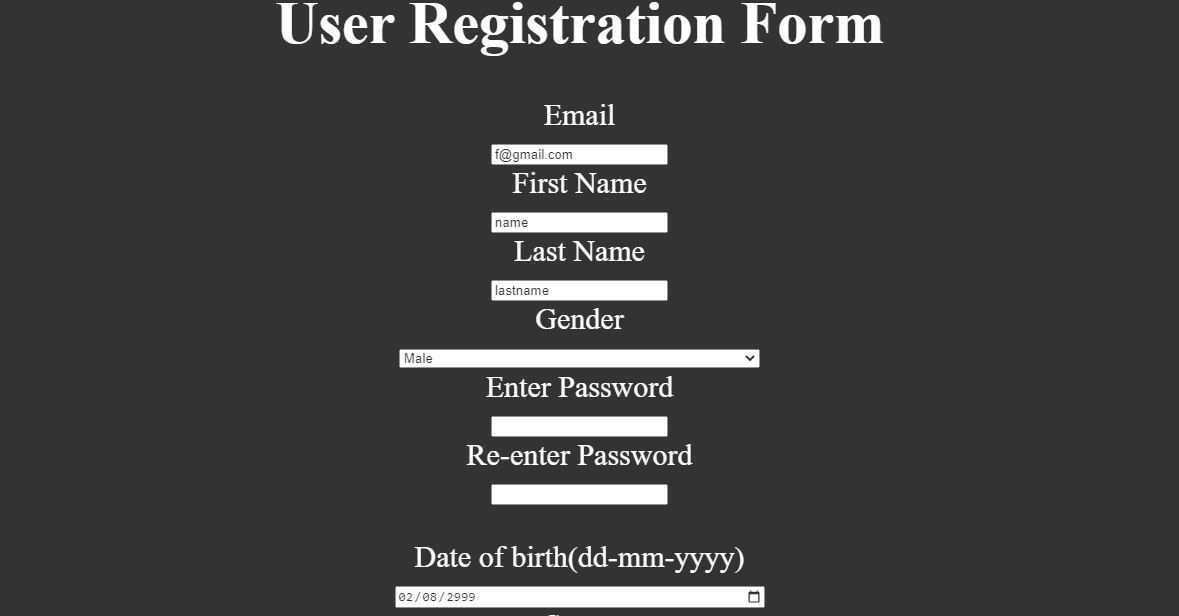 User Registration Form
Email
f@gmail.com
First Name
name
Last Name
lastname
Gender
Male
Enter Password
Re-enter Password
Date of birth(dd-mm-yyyy)
02/08/2999